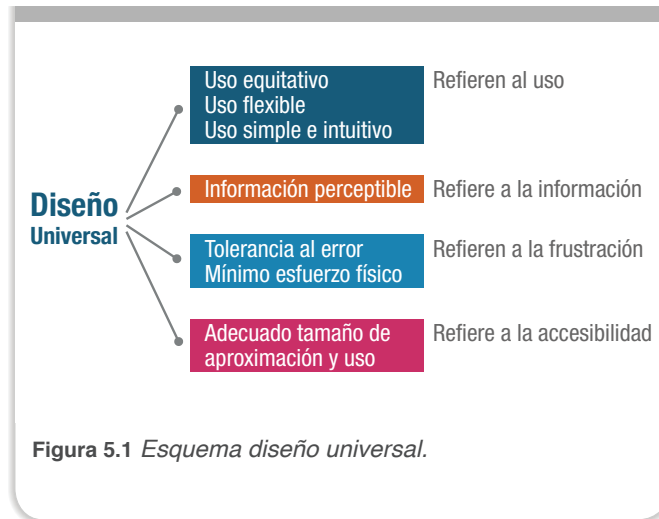 Diseño
Universal
Uso equitativo
Uso flexible
Uso simple e intuitivo
Refieren al uso
Información perceptible
Refiere a la información
Tolerancia al error
Mínimo esfuerzo físico
Refieren a la frustración
Adecuado tamaño de
aproximación y uso
Refiere a la accesibilidad
Figura 5.1 Esquema diseño universal.